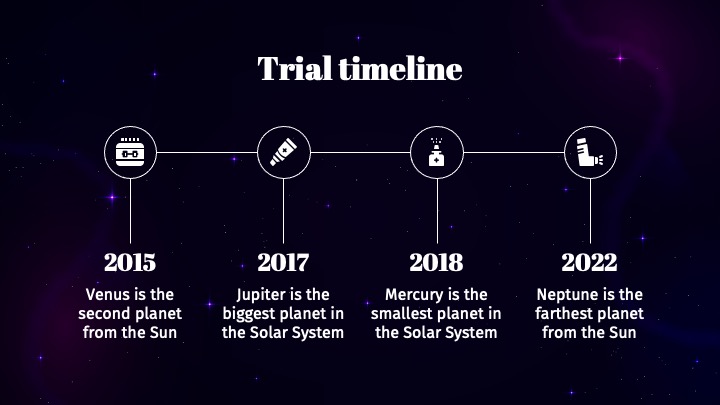 Trial timeline
2015
Venus is the
second planet
from the Sun
2017
Jupiter is the
biggest planet in
the Solar System
2018
Mercury is the
smallest planet in
the Solar System
2022
Neptune is the
farthest planet
from the Sun